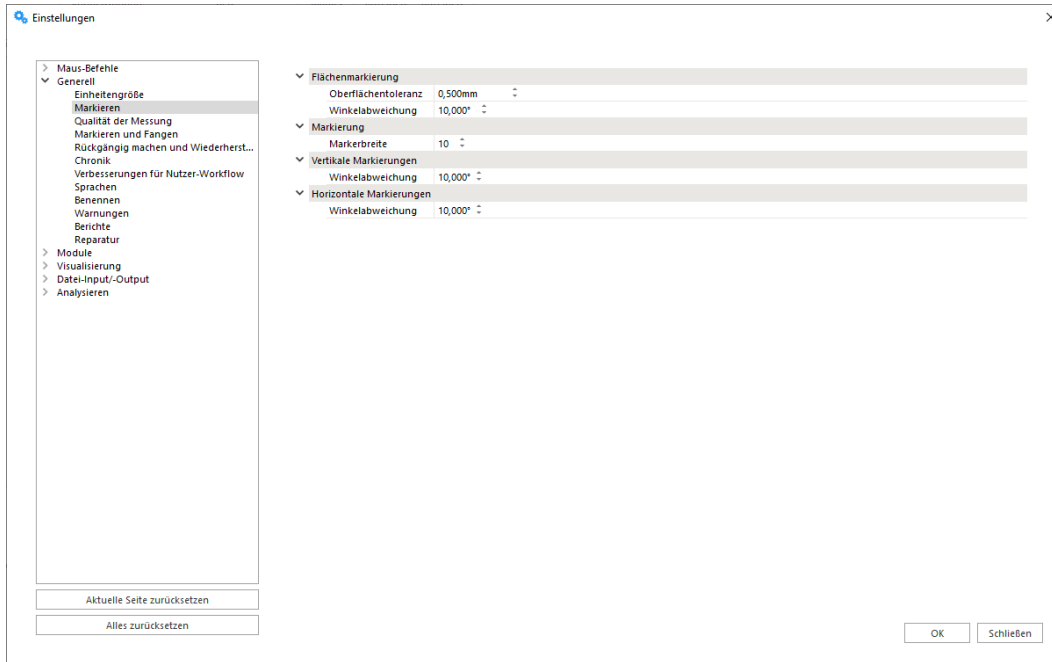 Einstellungen
Maus-Befehle
Generell
Einheitengröße
Markieren
Qualität der Messung
Markieren und Fangen
Rückgängig machen und Wiederherst...
Chronik
Verbesserungen für Nutzer-Workflow
Sprachen
Benennen
Warnungen
Berichte
Reparatur
Module
Visualisierung
Datei-Input/-Output
Analysieren
Flächenmarkierung
Oberflächentoleranz 0,500mm
Winkelabweichung 10,000°
Markierung
Markerbreite 10
Vertikale Markierungen
Winkelabweichung 10,000°
Horizontale Markierungen
Winkelabweichung 10,000°
Aktuelle Seite zurücksetzen
Alles zurücksetzen
OK Schließen